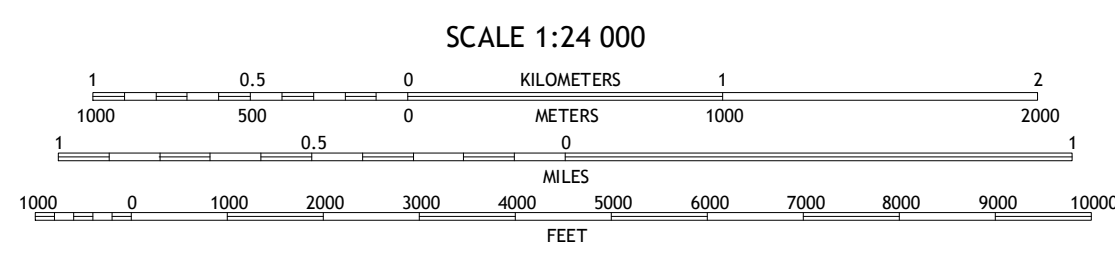 SCALE 1:24 000
1 0.5 0 KILOMETERS 1 2
1000 500 0 METERS 1000 2000
1 0.5 0 1
MILES
1000 0 1000 2000 3000 4000 5000 6000 7000 8000 9000 10000
FEET